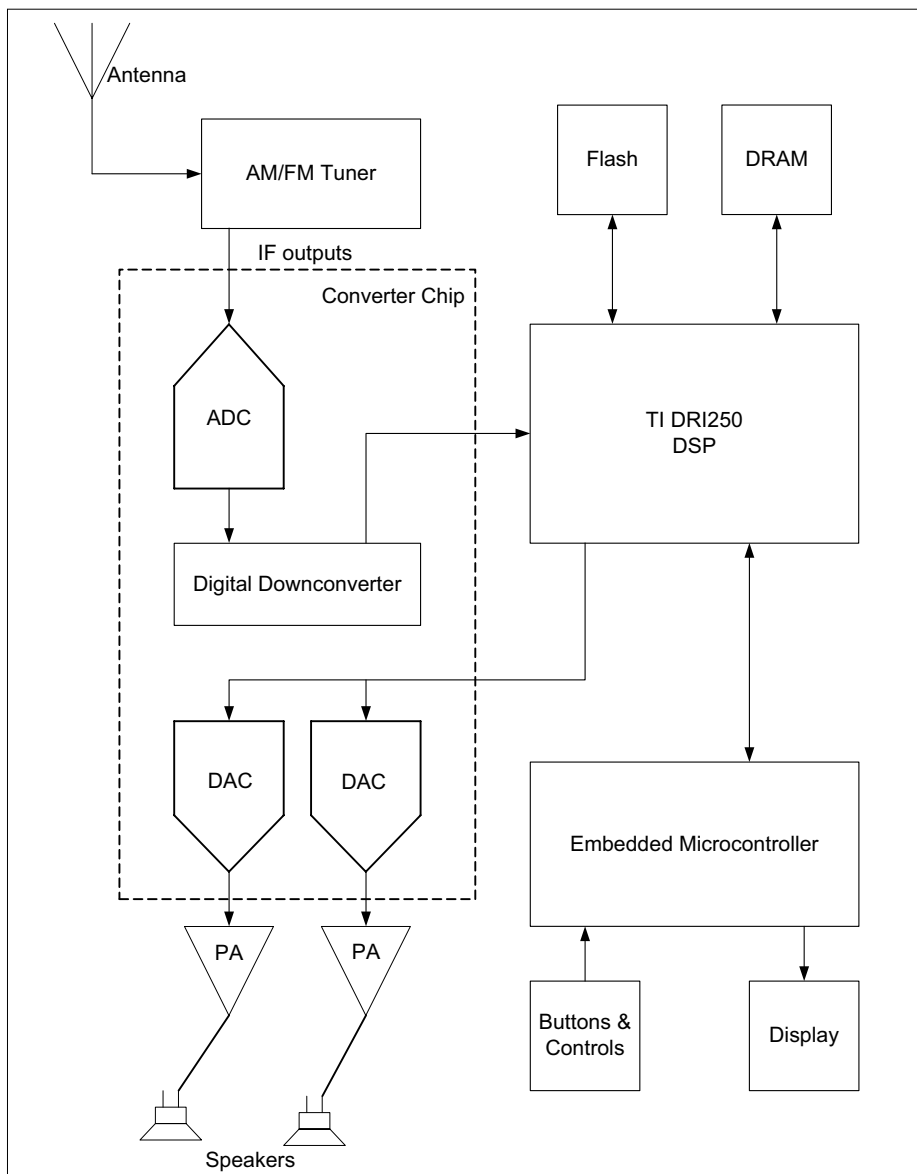 Antenna
AM/FM Tuner
Flash
DRAM
IF outputs
Converter Chip
ADC
TI DRI250
DSP
Digital Downconverter
DAC
DAC
Embedded Microcontroller
PA
PA
Buttons &
Controls
Display
Speakers